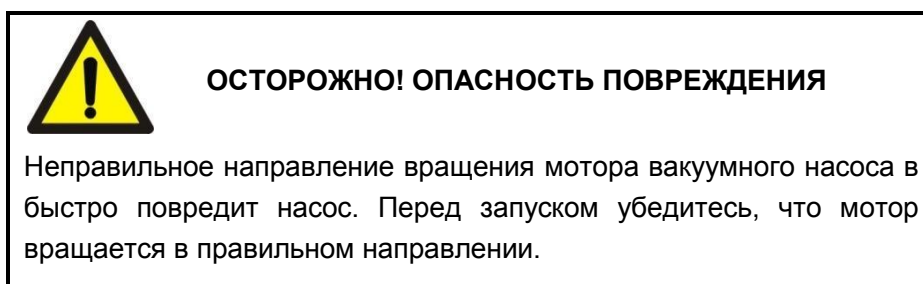 ОСТОРОЖНО! ОПАСНОСТЬ ПОВРЕЖДЕНИЯ
Неправильное направление вращения мотора вакуумного насоса в
быстро повредит насос. Перед запуском убедитесь, что мотор
вращается в правильном направлении.